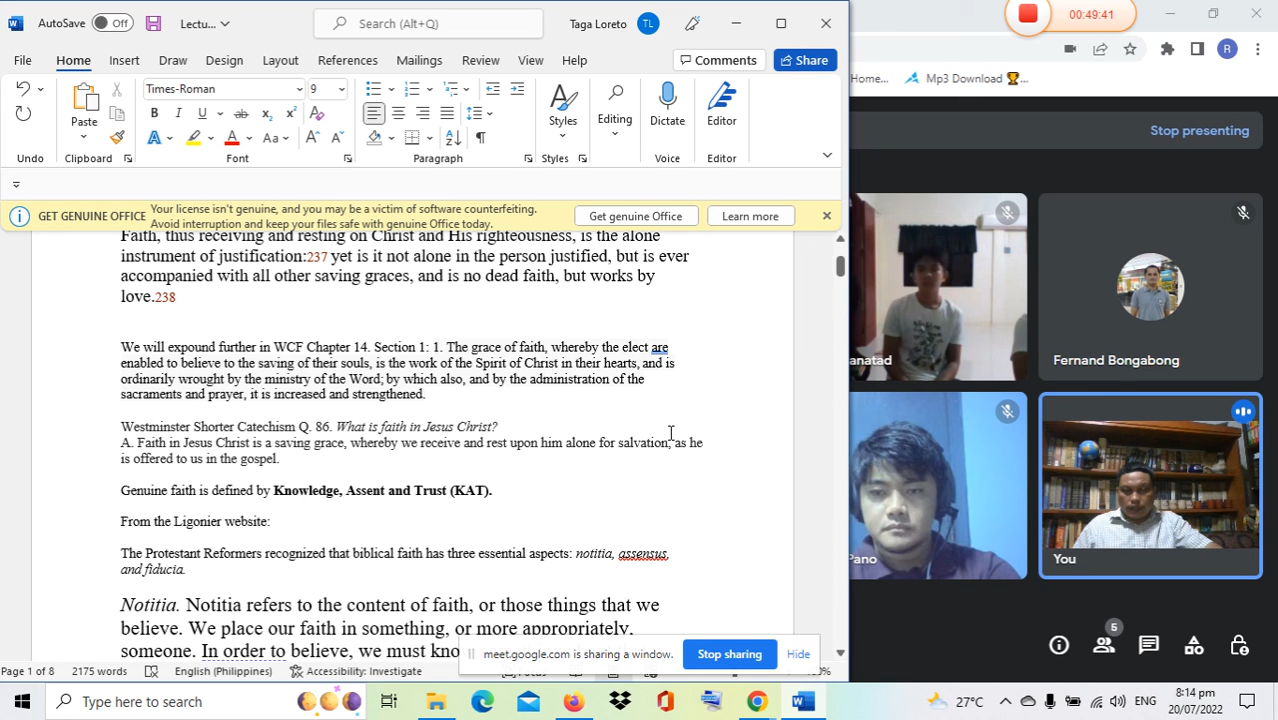 AutoSave Off Lectu... Search (Alt+Q) Taga Loreto TL 00:49:41
File Home Insert Draw Design Layout References Mailings Review View Help Comments Share
R
Home... Mp3 Download
Times-Roman 9
Paste Styles Editing Dictate Editor
Stop presenting
Undo Clipboard Font Paragraph Styles Voice Editor
GET GENUINE OFFICE Your license isn't genuine, and you may be a victim of software counterfeiting.
Avoid interruption and keep your files safe with genuine Office today.
Get genuine Office Learn more
Faith, thus receiving and resting on Christ and His righteousness, is the alone
instrument of justification:237 yet is it not alone in the person justified, but is ever
accompanied with all other saving graces, and is no dead faith, but works by
love.238
We will expound further in WCF Chapter 14. Section 1: 1. The grace of faith, whereby the elect are
enabled to believe to the saving of their souls, is the work of the Spirit of Christ in their hearts, and is
ordinarily wrought by the ministry of the Word; by which also, and by the administration of the
sacraments and prayer, it is increased and strengthened.
Westminster Shorter Catechism Q. 86. What is faith in Jesus Christ?
A. Faith in Jesus Christ is a saving grace, whereby we receive and rest upon him alone for salvation, as he
is offered to us in the gospel.
Genuine faith is defined by Knowledge, Assent and Trust (KAT).
From the Ligonier website:
The Protestant Reformers recognized that biblical faith has three essential aspects: notitia, assensus,
and fiducia.
Notitia. Notitia refers to the content of faith, or those things that we
believe. We place our faith in something, or more appropriately,
someone. In order to believe, we must kno
anatad
Fernand Bongabong
Pano
You
5
meet.google.com is sharing a window. Stop sharing Hide
Page 1 of 8 2175 words English (Philippines) Accessibility: Investigate
Type here to search
27°C ENG 8:14 pm
20/07/2022